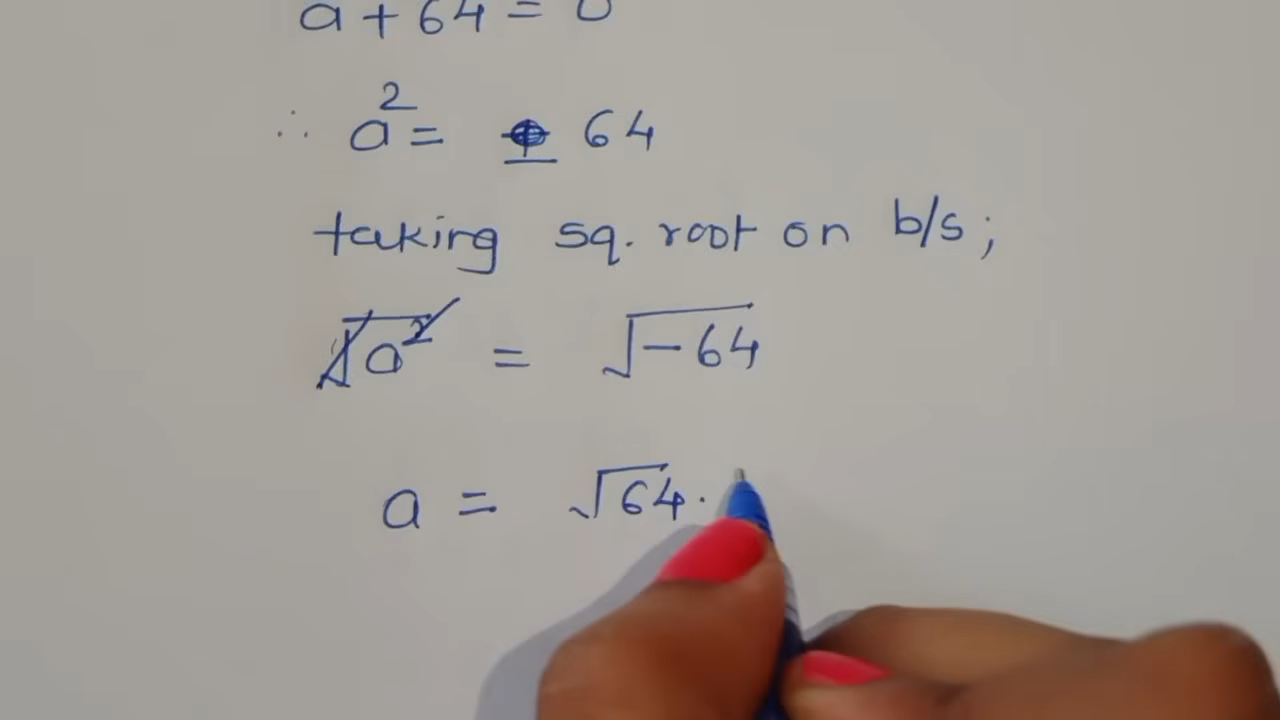 a + 64 = 0
∴ a² = - 64
taking sq. root on b/s;
√a² = √-64
a = √64 .